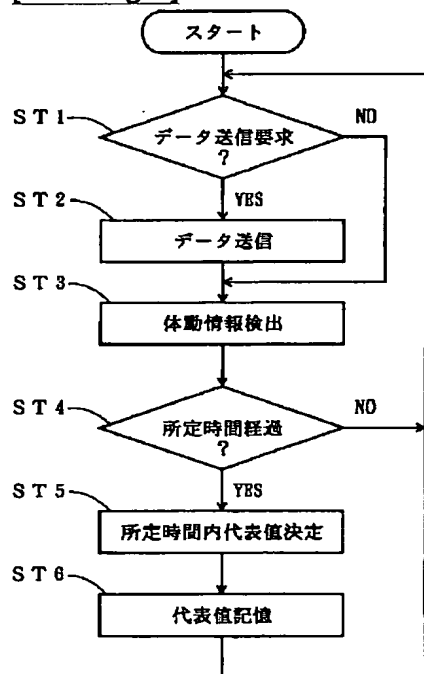 スタート
ST1
データ送信要求
?
NO
YES
ST2
データ送信
ST3
体動情報検出
ST4
所定時間経過
?
NO
YES
ST5
所定時間内代表値決定
ST6
代表値記憶